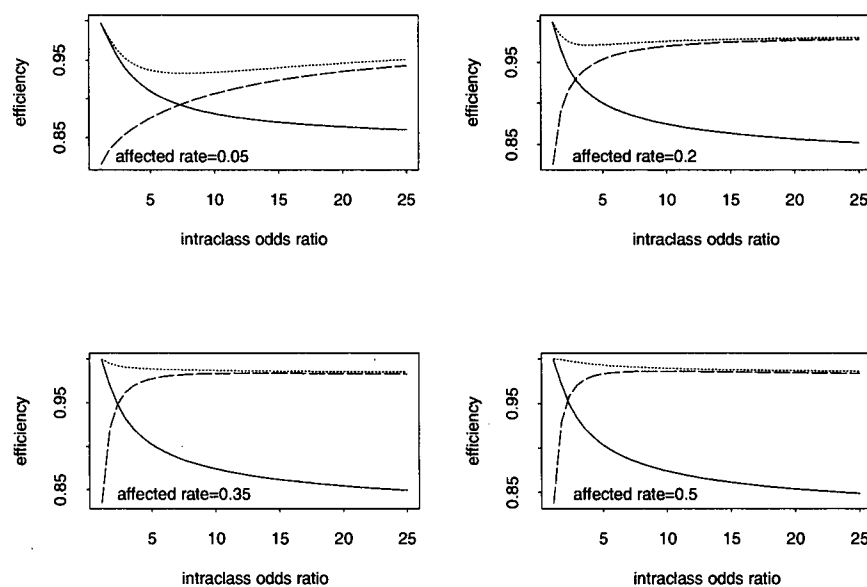 efficiency
0.95
0.85
affected rate=0.05
5 10 15 20 25
intraclass odds ratio
efficiency
0.95
0.85
affected rate=0.2
5 10 15 20 25
intraclass odds ratio
efficiency
0.95
0.85
affected rate=0.35
5 10 15 20 25
intraclass odds ratio
efficiency
0.95
0.85
affected rate=0.5
5 10 15 20 25
intraclass odds ratio